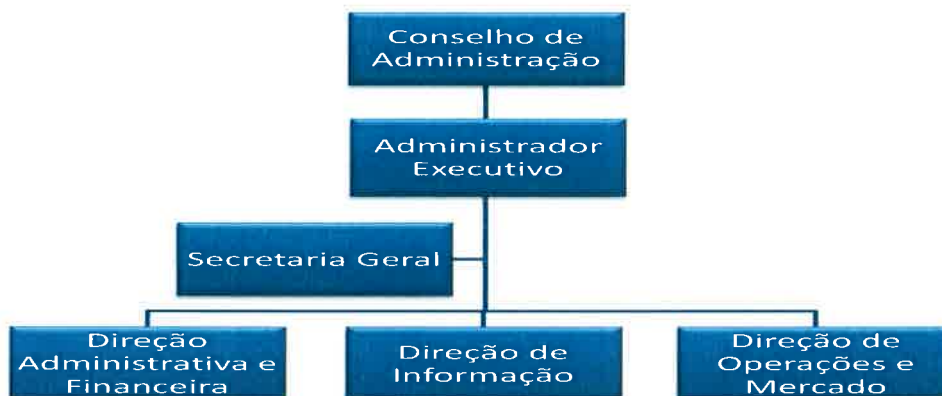 Conselho de
Administração
Administrador
Executivo
Secretaria Geral
Direção
Administrativa e
Financeira
Direção de
Informação
Direção de
Operações e
Mercado